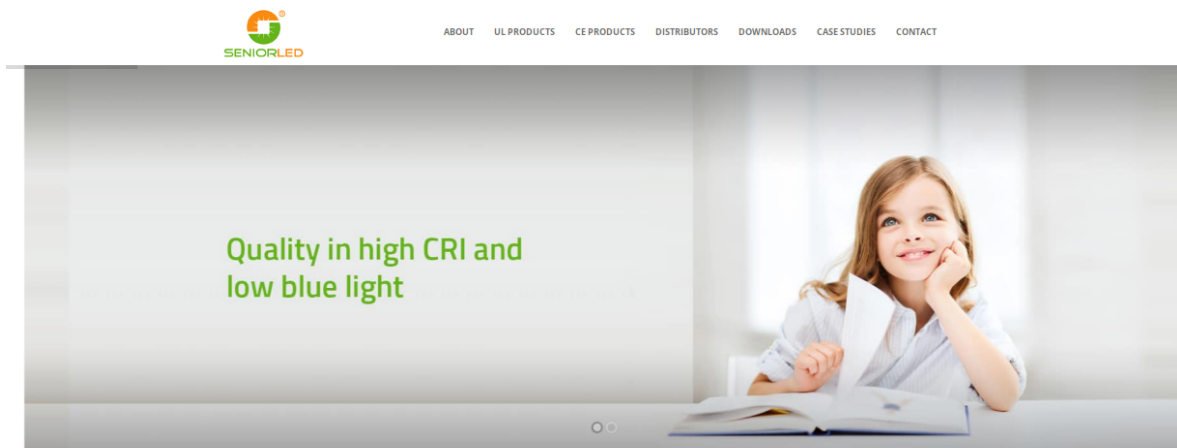 SENIORLED
ABOUT UL PRODUCTS CE PRODUCTS DISTRIBUTORS DOWNLOADS CASE STUDIES CONTACT
Quality in high CRI and
low blue light